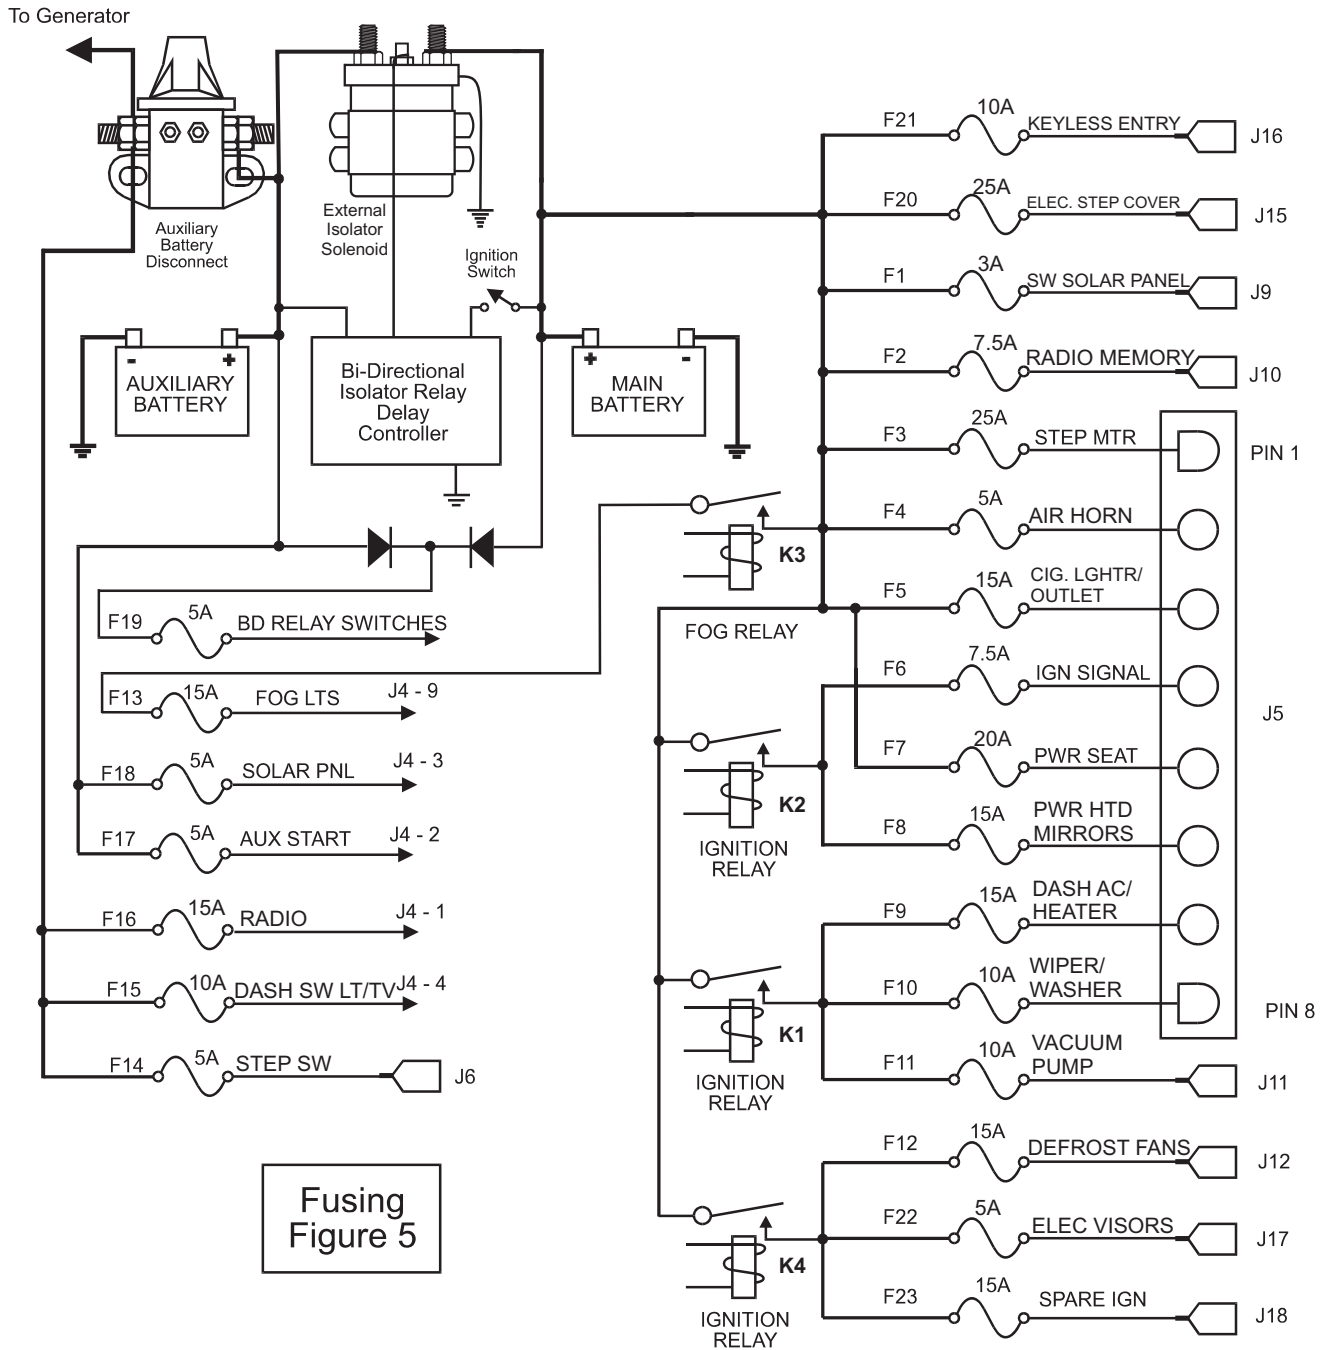 To Generator
Auxiliary
Battery
Disconnect
External
Isolator
Solenoid
Ignition
Switch
- +
AUXILIARY
BATTERY
Bi-Directional
Isolator Relay
Delay
Controller
+ -
MAIN
BATTERY
F19 5A BD RELAY SWITCHES
F13 15A FOG LTS J4 - 9
F18 5A SOLAR PNL J4 - 3
F17 5A AUX START J4 - 2
F16 15A RADIO J4 - 1
F15 10A DASH SW LT/TV J4 - 4
F14 5A STEP SW J6
Fusing
Figure 5
K3
FOG RELAY
K2
IGNITION
RELAY
K1
IGNITION
RELAY
K4
IGNITION
RELAY
F21 10A KEYLESS ENTRY J16
F20 25A ELEC. STEP COVER J15
F1 3A SW SOLAR PANEL J9
F2 7.5A RADIO MEMORY J10
F3 25A STEP MTR PIN 1
F4 5A AIR HORN
F5 15A CIG. LGHTR/
OUTLET
F6 7.5A IGN SIGNAL
J5
F7 20A PWR SEAT
F8 15A PWR HTD
MIRRORS
F9 15A DASH AC/
HEATER
F10 10A WIPER/
WASHER
PIN 8
F11 10A VACUUM
PUMP
J11
F12 15A DEFROST FANS J12
F22 5A ELEC VISORS J17
F23 15A SPARE IGN J18